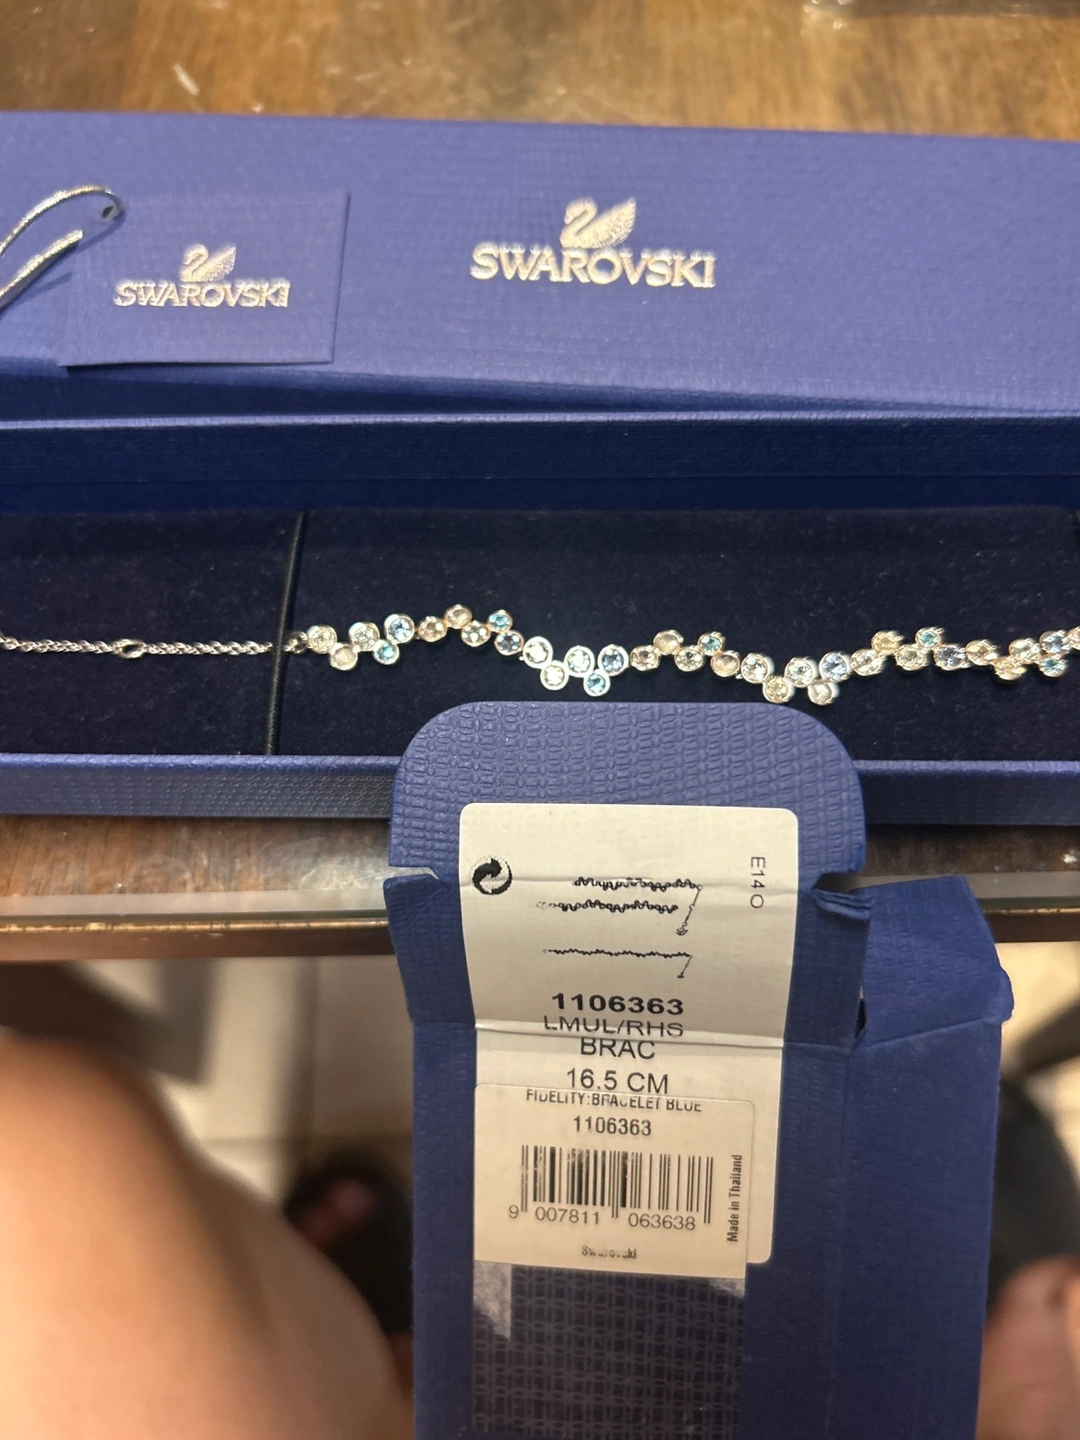 SWAROVSKI
SWAROVSKI
E14 O
1106363
LMUL/RHS
BRAC
16.5 CM
FIDELITY:BRACELET BLUE
1106363
9 007811 063638
Made in Thailand
Swarovski